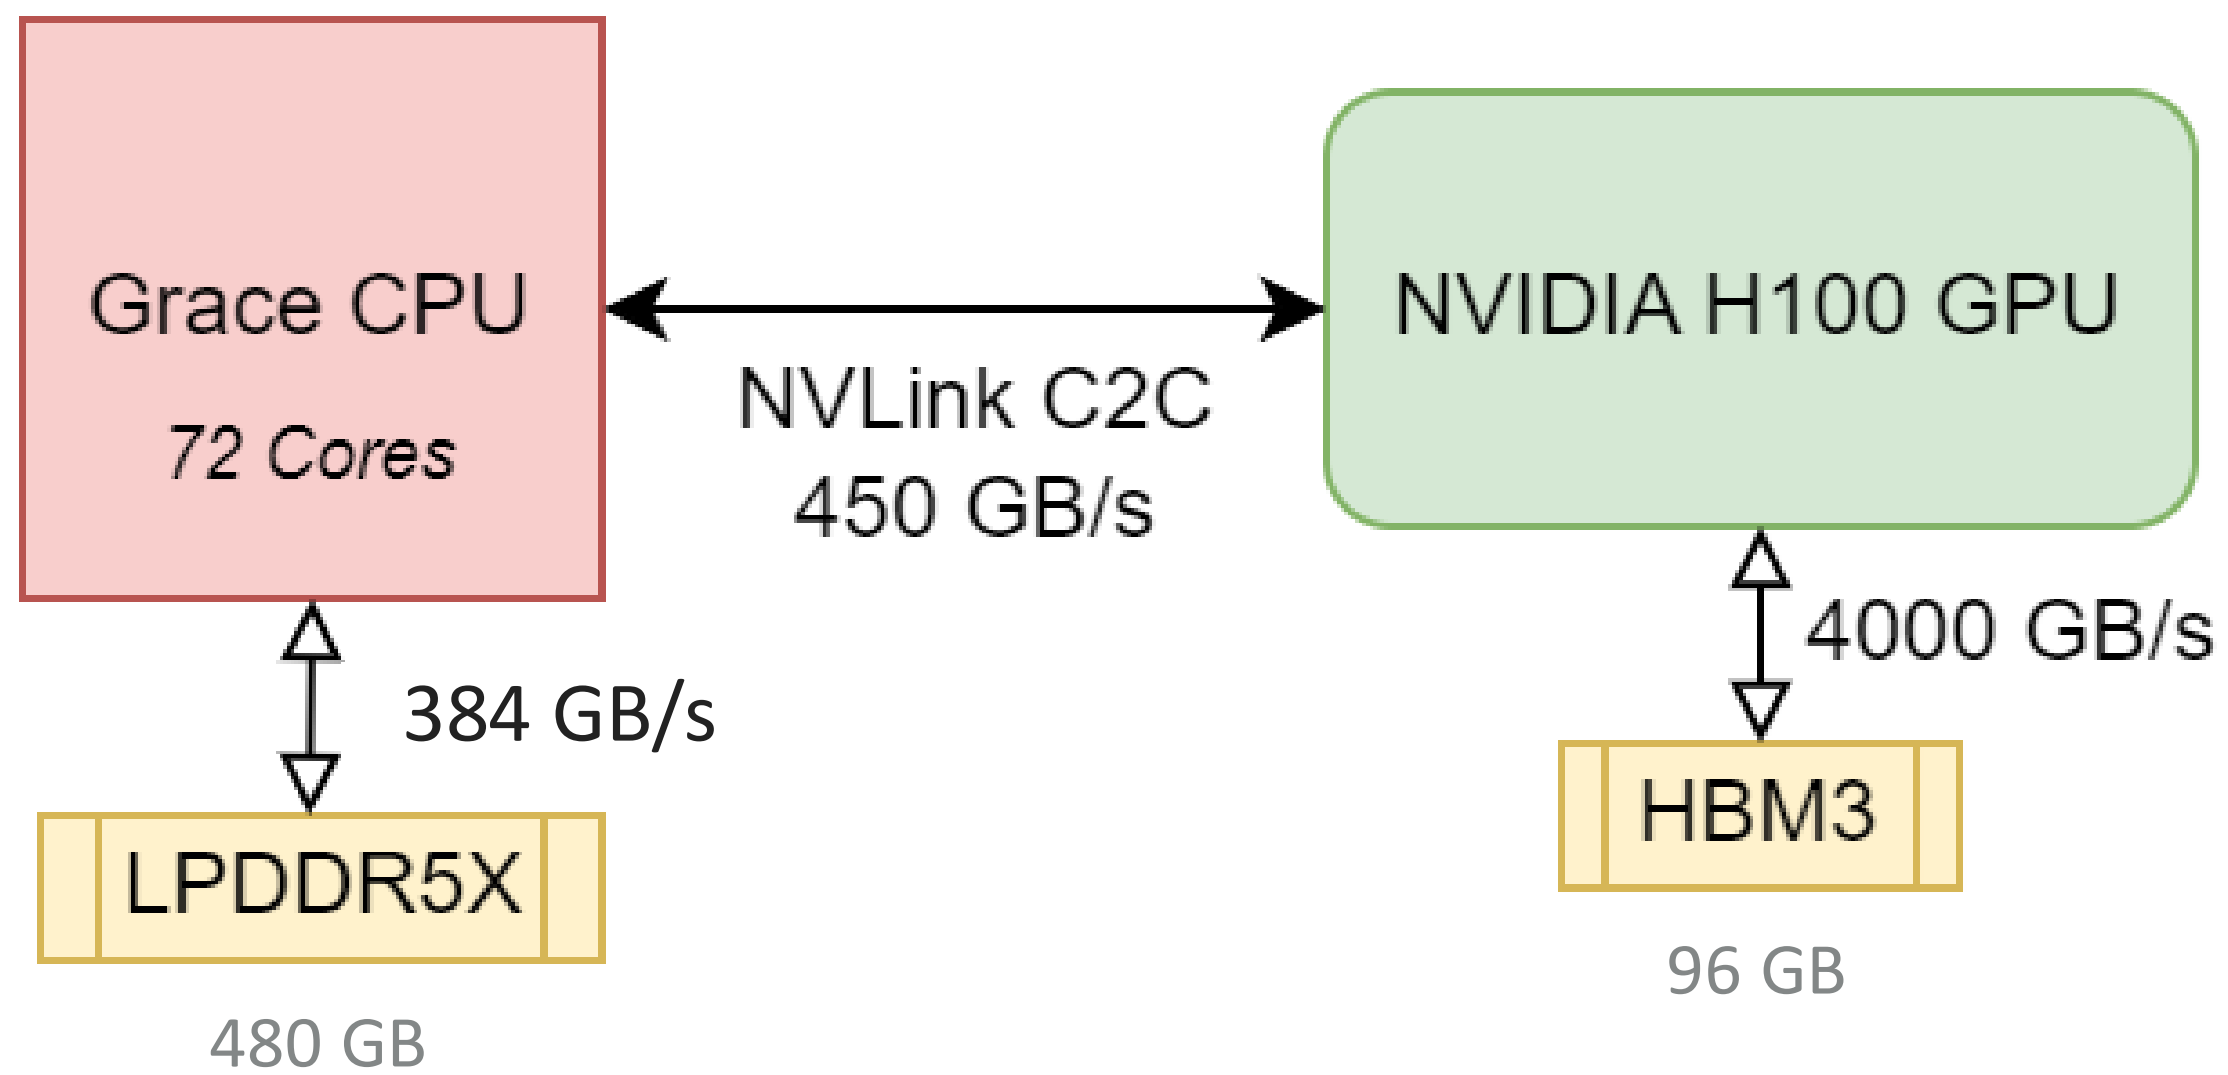 Grace CPU
72 Cores
NVLink C2C
450 GB/s
NVIDIA H100 GPU
384 GB/s
4000 GB/s
LPDDR5X
480 GB
HBM3
96 GB